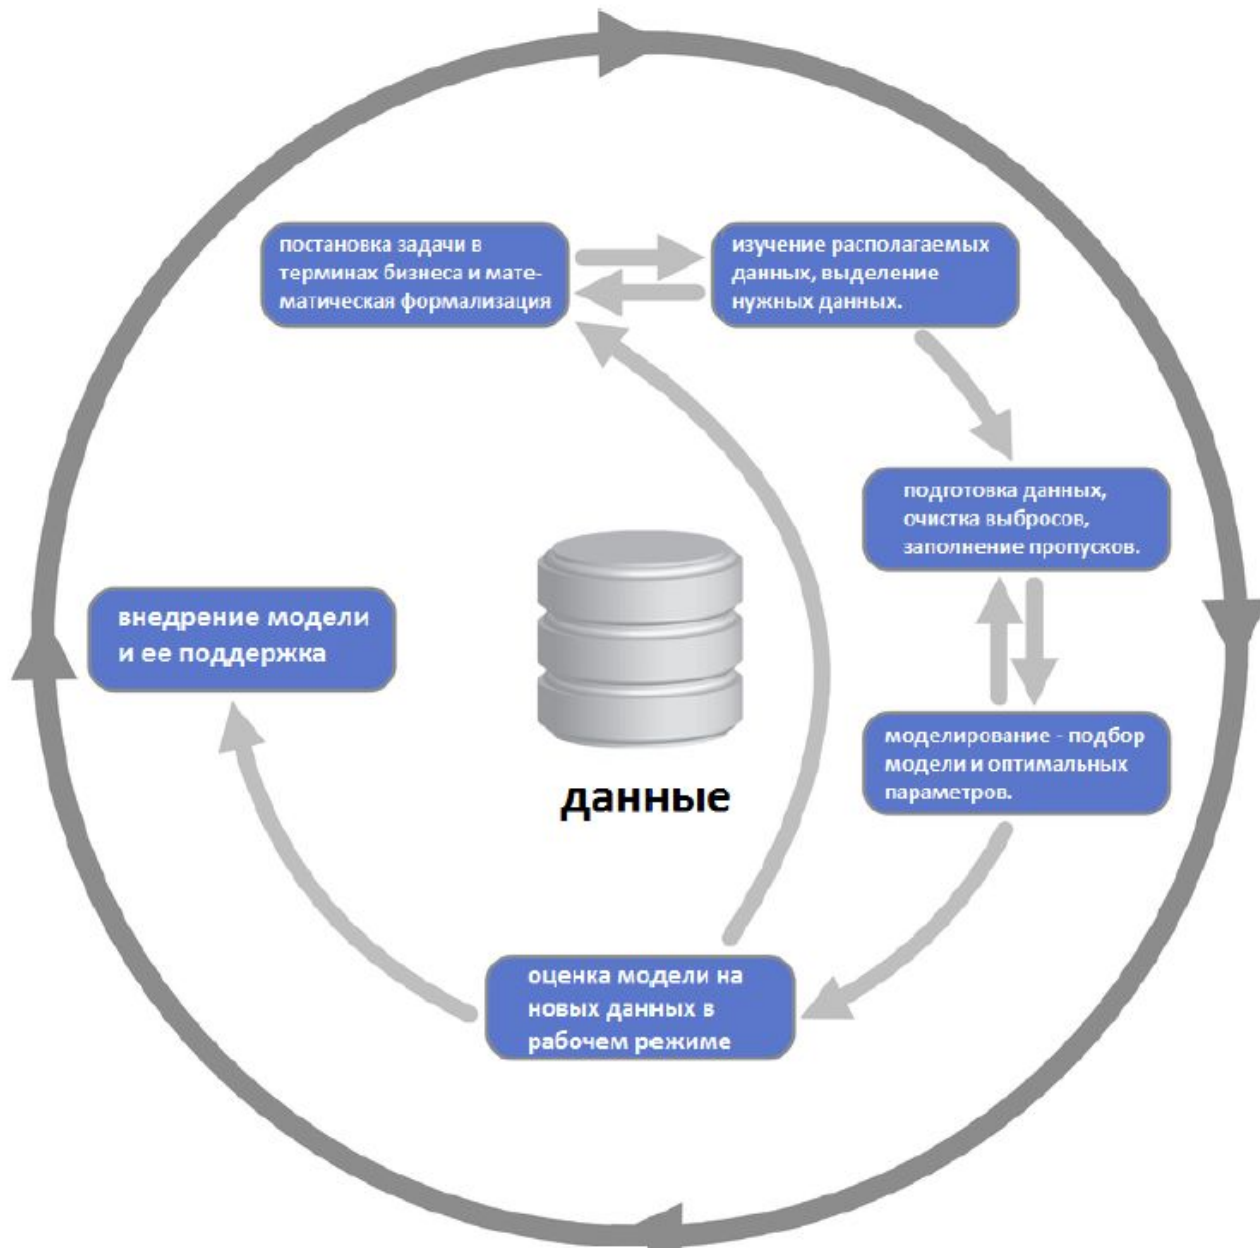 постановка задачи в
терминах бизнеса и мате-
матическая формализация
изучение располагаемых
данных, выделение
нужных данных.
подготовка данных,
очистка выбросов,
заполнение пропусков.
внедрение модели
и ее поддержка
моделирование - подбор
модели и оптимальных
параметров.
данные
оценка модели на
новых данных в
рабочем режиме